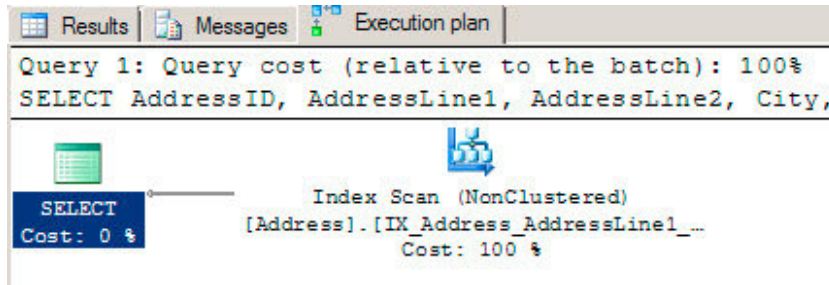 Results Messages Execution plan
Query 1: Query cost (relative to the batch): 100%
SELECT AddressID, AddressLine1, AddressLine2, City,
SELECT
Cost: 0 %
Index Scan (NonClustered)
[Address].[IX_Address_AddressLine1_…
Cost: 100 %